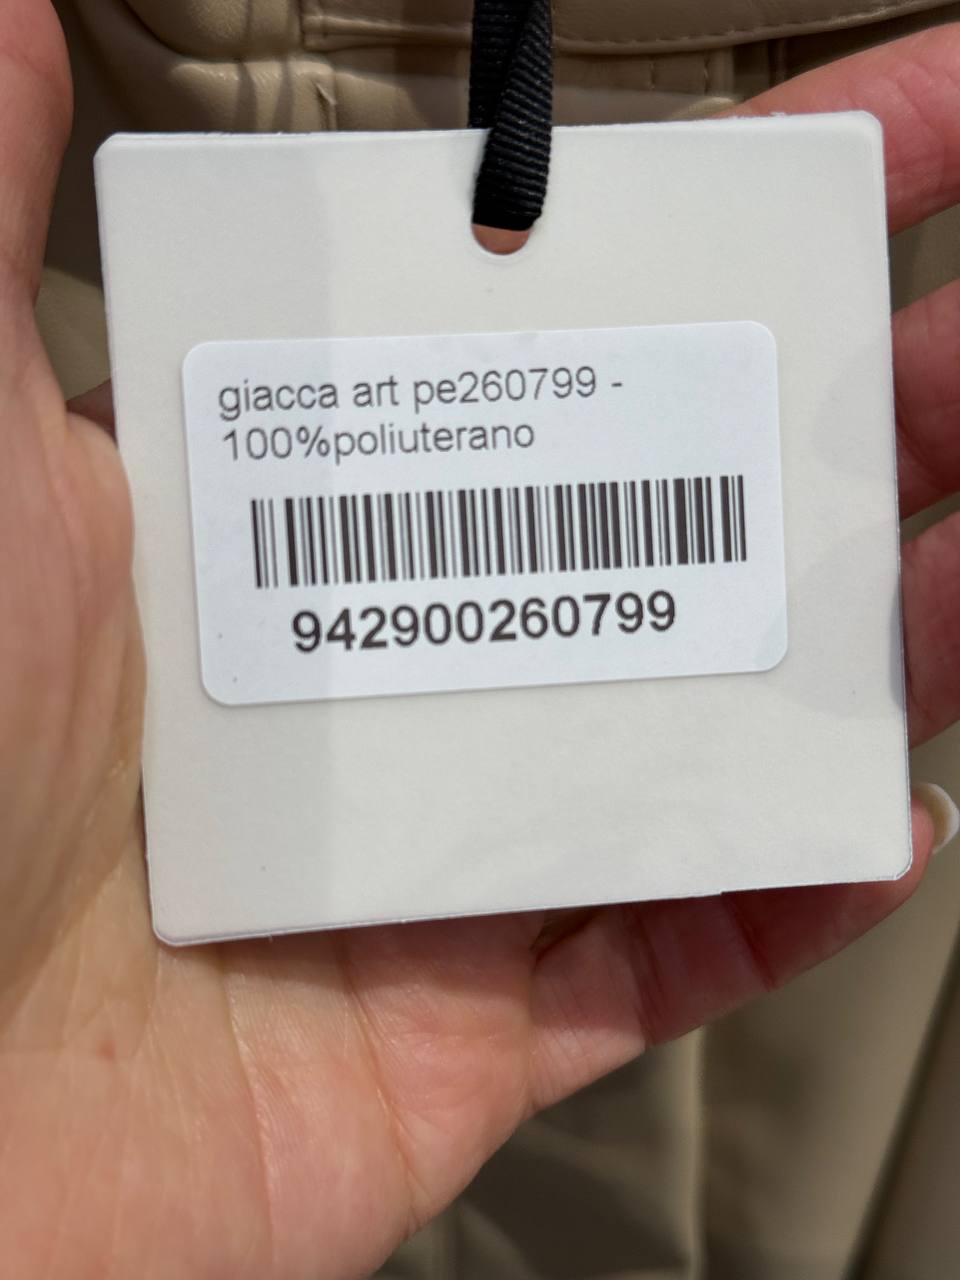 giacca art pe260799 -
100%poliuterano
942900260799